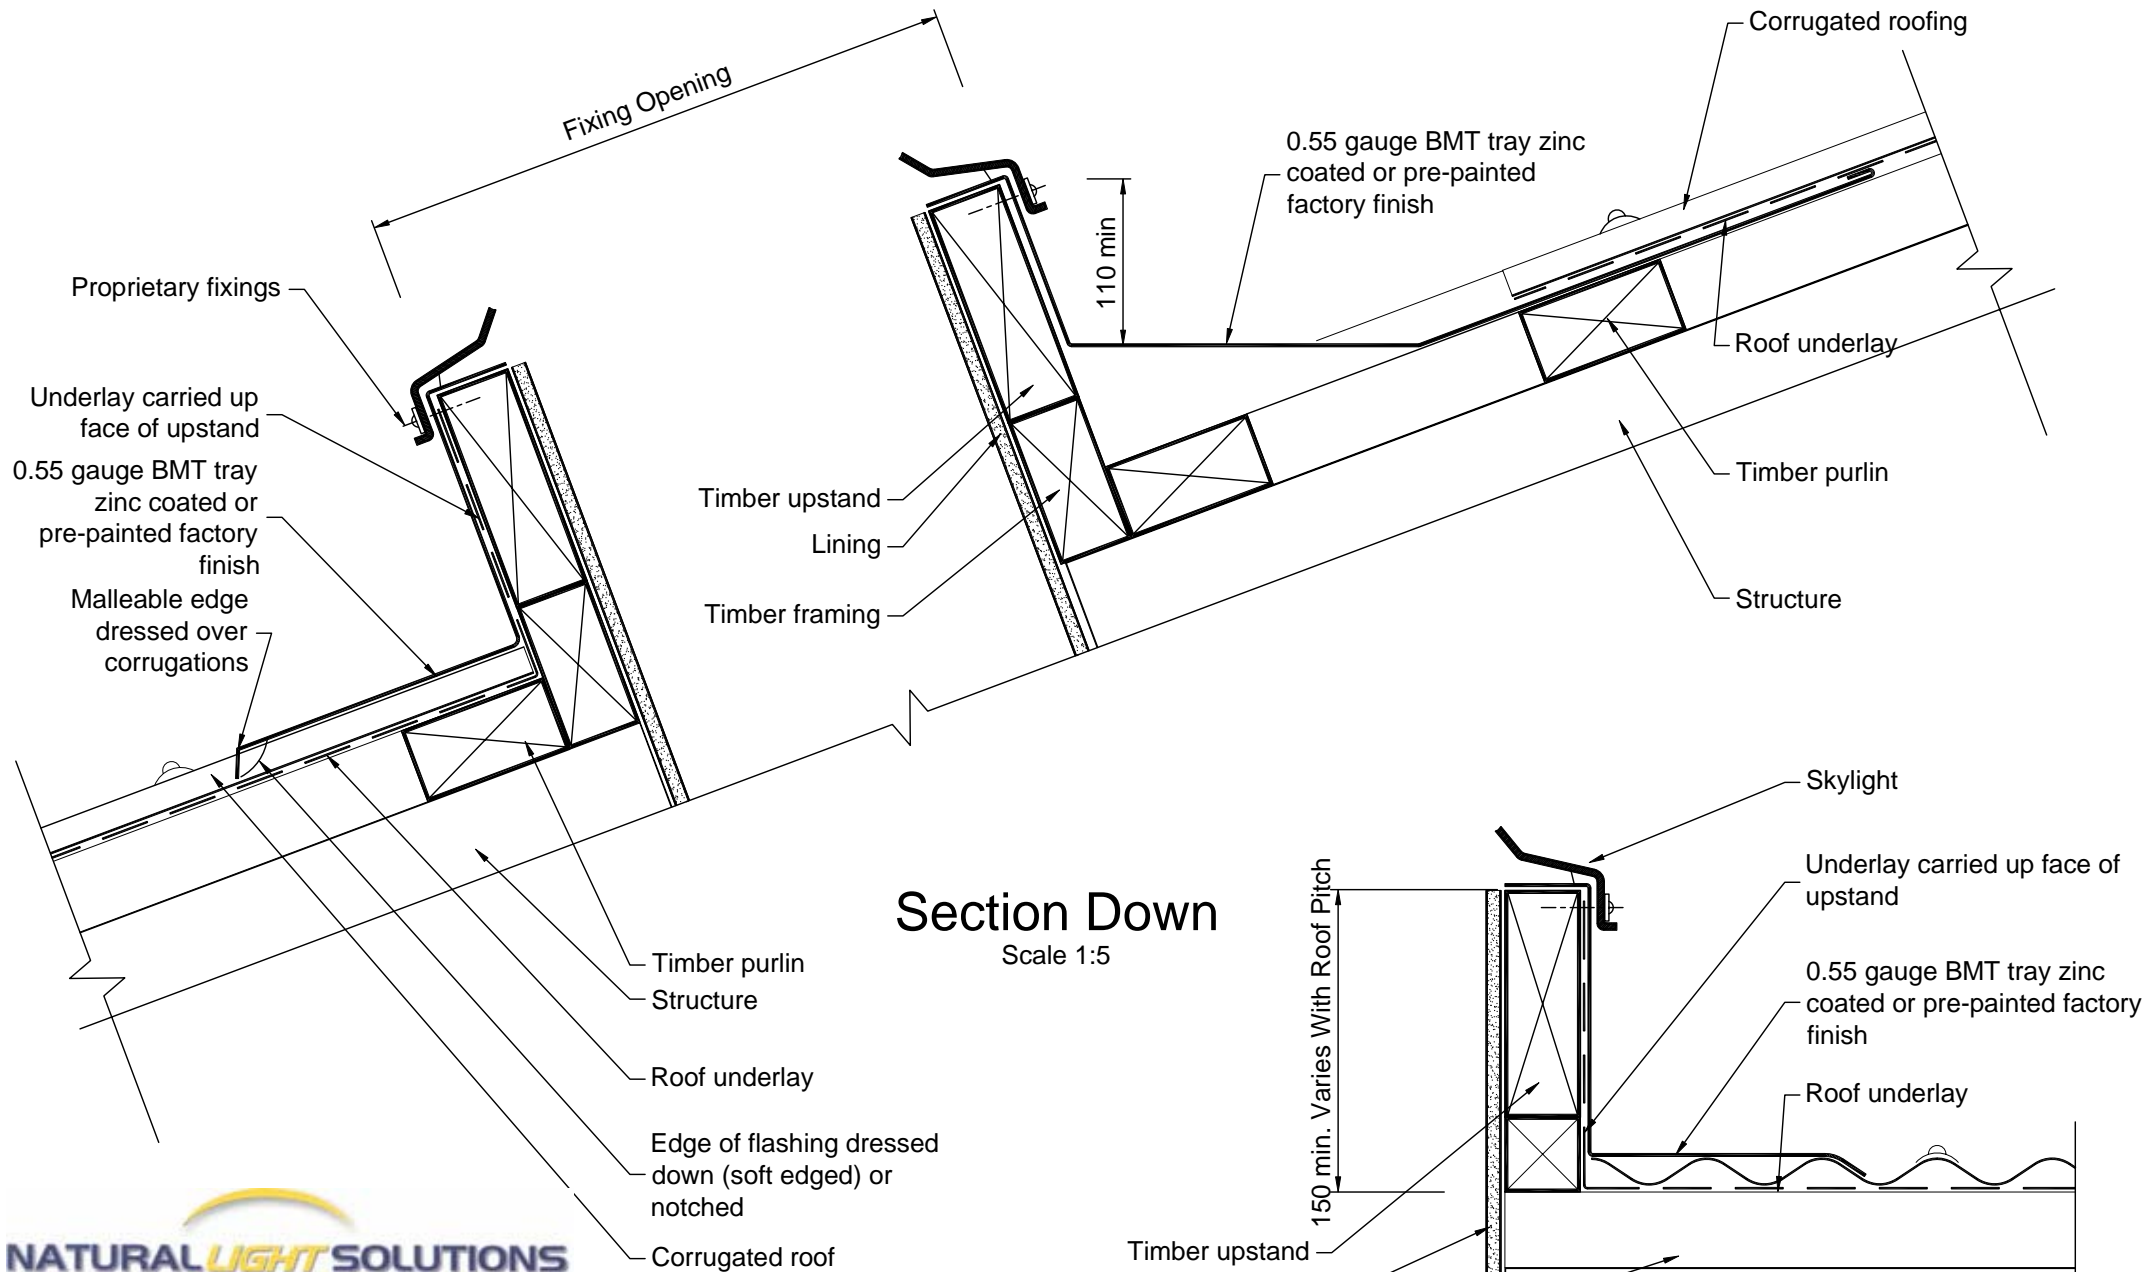 Corrugated roofing
Fixing Opening
0.55 gauge BMT tray zinc
coated or pre-painted
factory finish
110 min
Proprietary fixings
Roof underlay
Underlay carried up
face of upstand
0.55 gauge BMT tray
zinc coated or
pre-painted factory
finish
Timber upstand
Timber purlin
Lining
Malleable edge
dressed over
corrugations
Timber framing
Structure
Skylight
Section Down
Scale 1:5
150 min. Varies With Roof Pitch
Underlay carried up face of
upstand
0.55 gauge BMT tray zinc
coated or pre-painted factory
finish
Roof underlay
Timber purlin
Structure
Roof underlay
Edge of flashing dressed
down (soft edged) or
notched
Corrugated roof
Timber upstand
NATURAL LIGHT SOLUTIONS